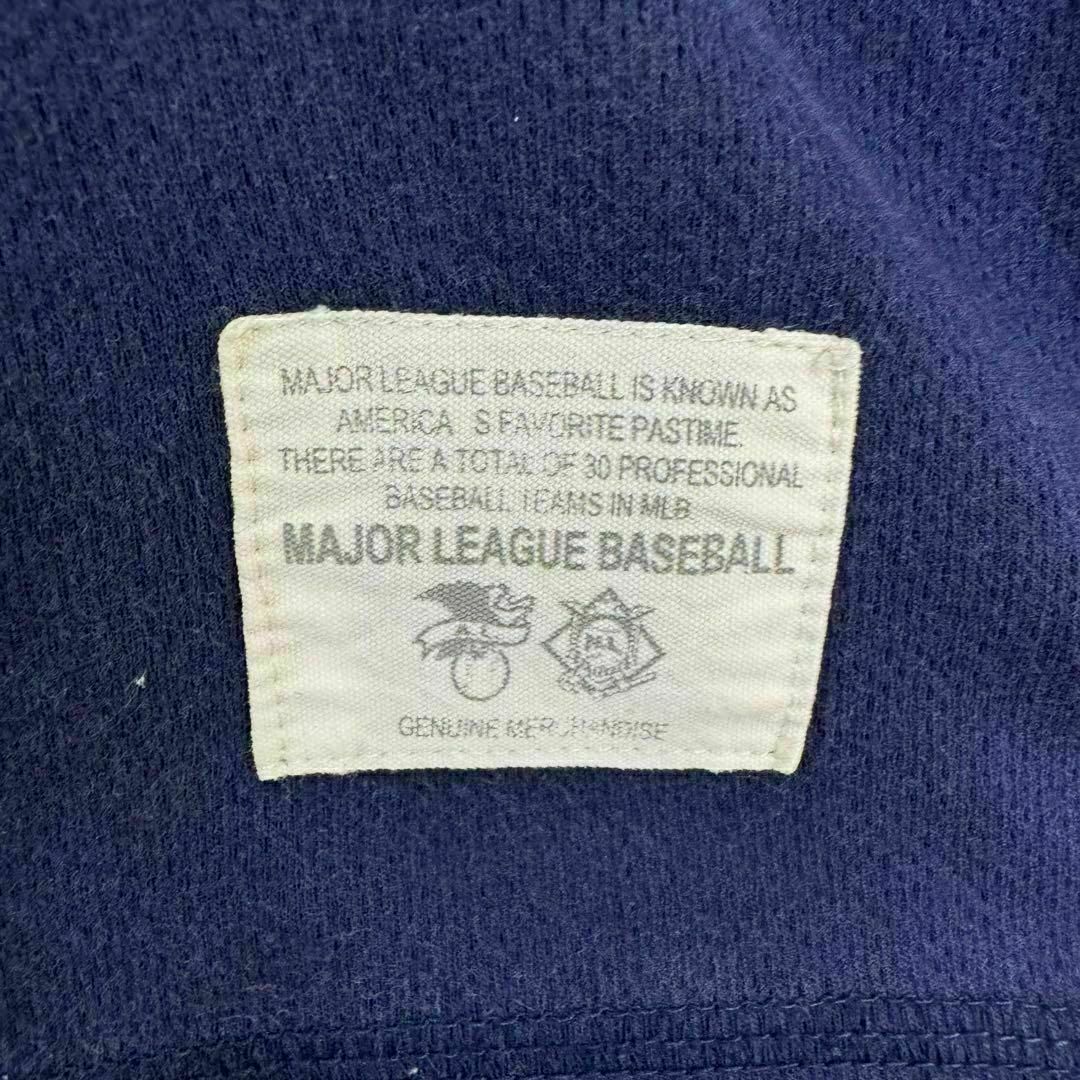 MAJOR LEAGUE BASEBALL IS KNOWN AS
AMERICA S FAVORITE PASTIME.
THERE ARE A TOTAL OF 30 PROFESSIONAL
BASEBALL TEAMS IN MLB
MAJOR LEAGUE BASEBALL
GENUINE MERCHANDISE